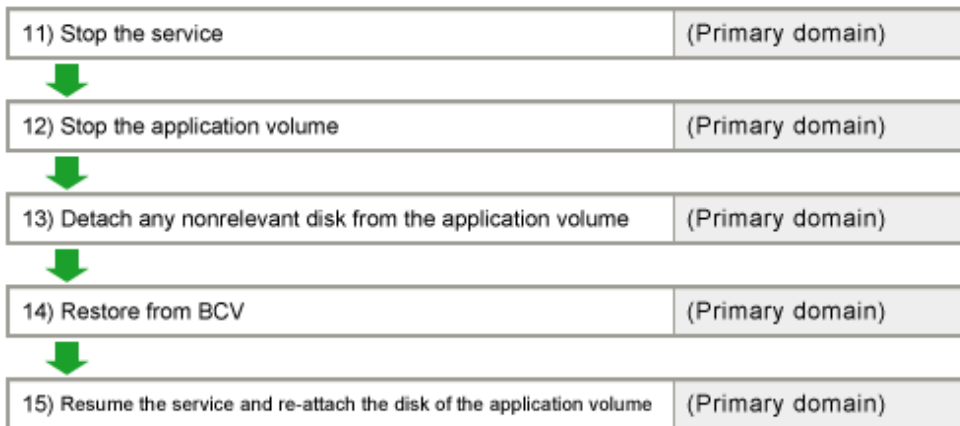 11) Stop the service (Primary domain)
12) Stop the application volume (Primary domain)
13) Detach any nonrelevant disk from the application volume (Primary domain)
14) Restore from BCV (Primary domain)
15) Resume the service and re-attach the disk of the application volume (Primary domain)